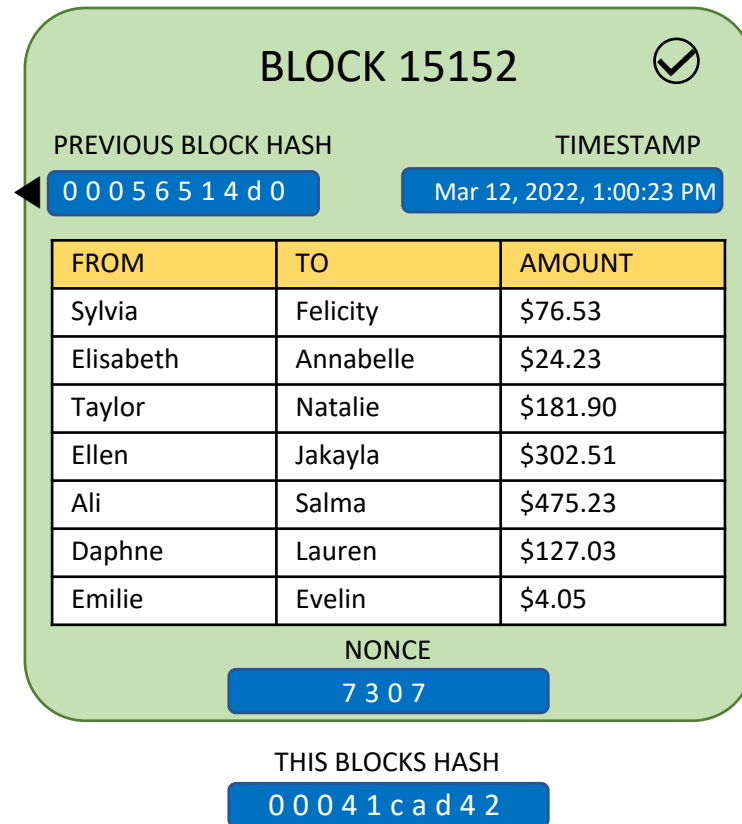 BLOCK 15152
PREVIOUS BLOCK HASH TIMESTAMP
0 0 0 5 6 5 1 4 d 0 Mar 12, 2022, 1:00:23 PM
FROM TO AMOUNT
Sylvia Felicity $76.53
Elisabeth Annabelle $24.23
Taylor Natalie $181.90
Ellen Jakayla $302.51
Ali Salma $475.23
Daphne Lauren $127.03
Emilie Evelin $4.05
NONCE
7 3 0 7
THIS BLOCKS HASH
0 0 0 4 1 c a d 4 2